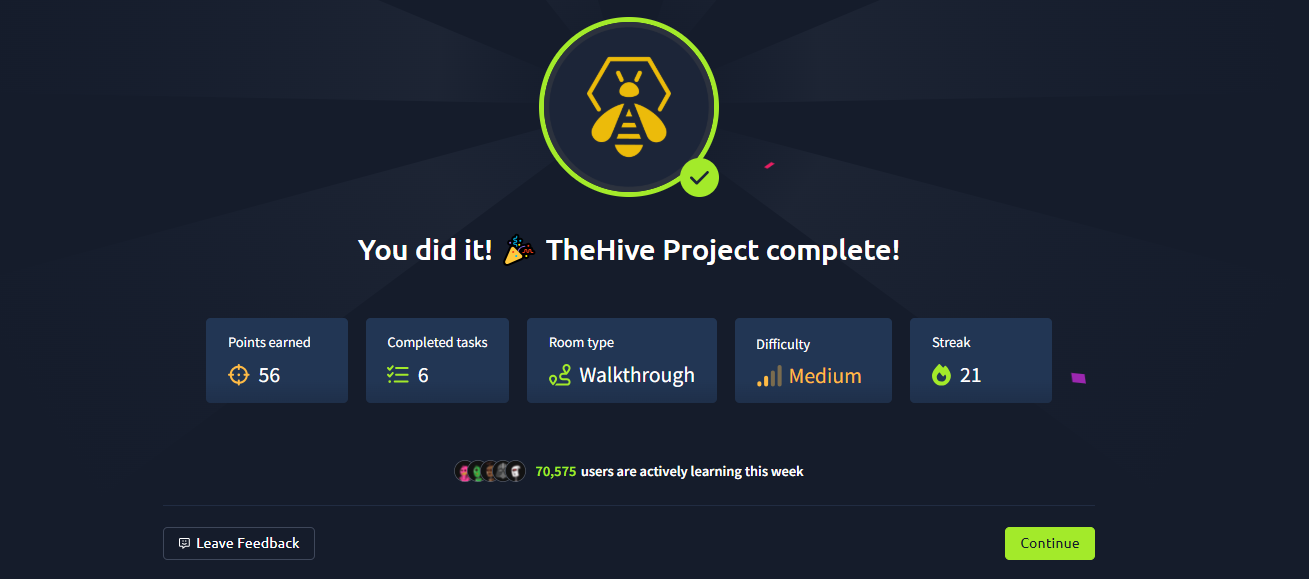 You did it! 🎉 TheHive Project complete!
Points earned
56
Completed tasks
6
Room type
Walkthrough
Difficulty
Medium
Streak
21
70,575 users are actively learning this week
Leave Feedback
Continue